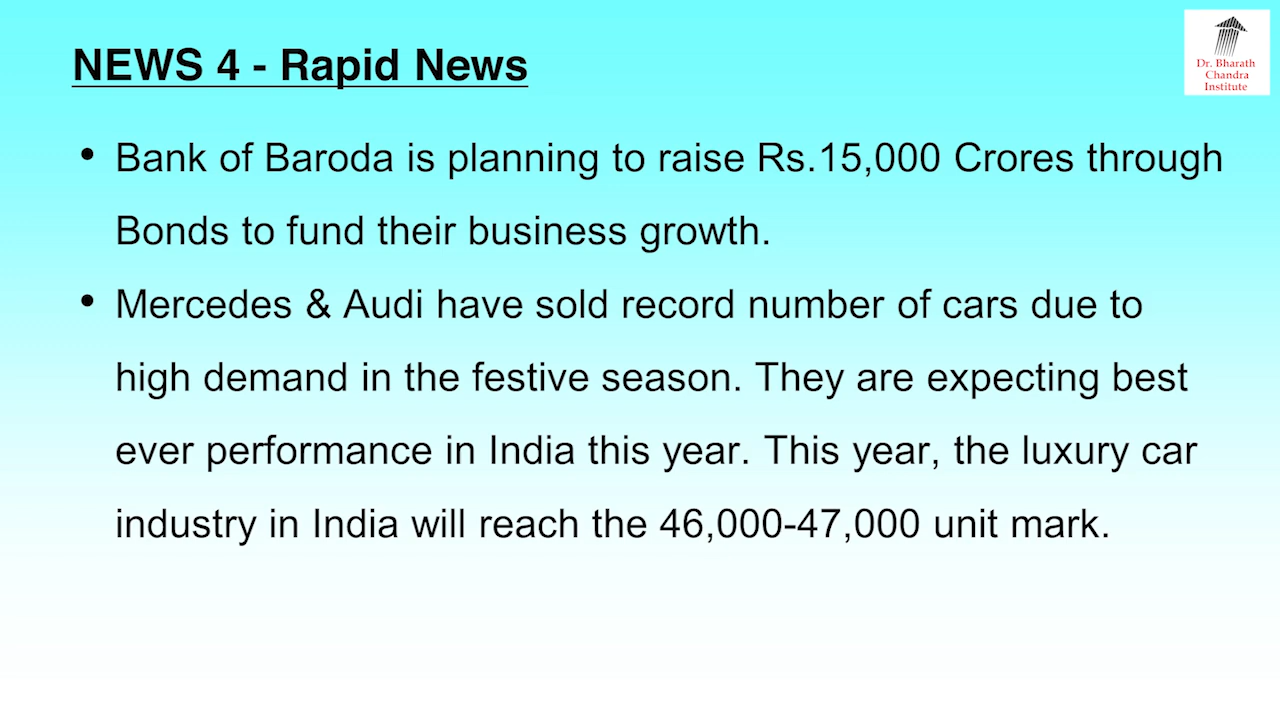 NEWS 4 - Rapid News
Dr. Bharath
Chandra
Institute
• Bank of Baroda is planning to raise Rs.15,000 Crores through
Bonds to fund their business growth.
• Mercedes & Audi have sold record number of cars due to
high demand in the festive season. They are expecting best
ever performance in India this year. This year, the luxury car
industry in India will reach the 46,000-47,000 unit mark.